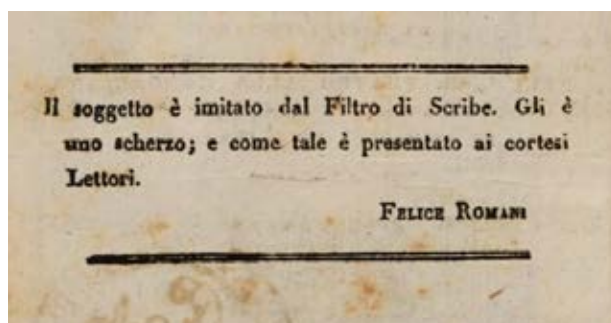 Il soggetto è imitato dal Filtro di Scribe. Gli è
uno scherzo; e come tale è presentato ai cortesi
Lettori.
FELICE ROMANI